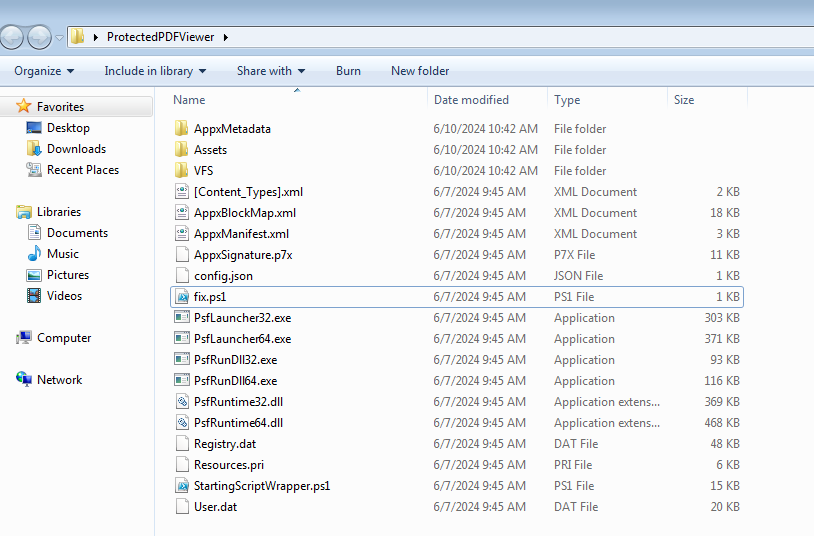 ProtectedPDFViewer
Organize Include in library Share with Burn New folder
Favorites
Desktop
Downloads
Recent Places
Libraries
Documents
Music
Pictures
Videos
Computer
Network
Name Date modified Type Size
AppxMetadata 6/10/2024 10:42 AM File folder
Assets 6/10/2024 10:42 AM File folder
VFS 6/10/2024 10:42 AM File folder
[Content_Types].xml 6/7/2024 9:45 AM XML Document 2 KB
AppxBlockMap.xml 6/7/2024 9:45 AM XML Document 18 KB
AppxManifest.xml 6/7/2024 9:45 AM XML Document 3 KB
AppxSignature.p7x 6/7/2024 9:45 AM P7X File 11 KB
config.json 6/7/2024 9:45 AM JSON File 1 KB
fix.ps1 6/7/2024 9:45 AM PS1 File 1 KB
PsfLauncher32.exe 6/7/2024 9:45 AM Application 303 KB
PsfLauncher64.exe 6/7/2024 9:45 AM Application 371 KB
PsfRunDll32.exe 6/7/2024 9:45 AM Application 93 KB
PsfRunDll64.exe 6/7/2024 9:45 AM Application 116 KB
PsfRuntime32.dll 6/7/2024 9:45 AM Application extens... 369 KB
PsfRuntime64.dll 6/7/2024 9:45 AM Application extens... 468 KB
Registry.dat 6/7/2024 9:45 AM DAT File 48 KB
Resources.pri 6/7/2024 9:45 AM PRI File 6 KB
StartingScriptWrapper.ps1 6/7/2024 9:45 AM PS1 File 15 KB
User.dat 6/7/2024 9:45 AM DAT File 20 KB